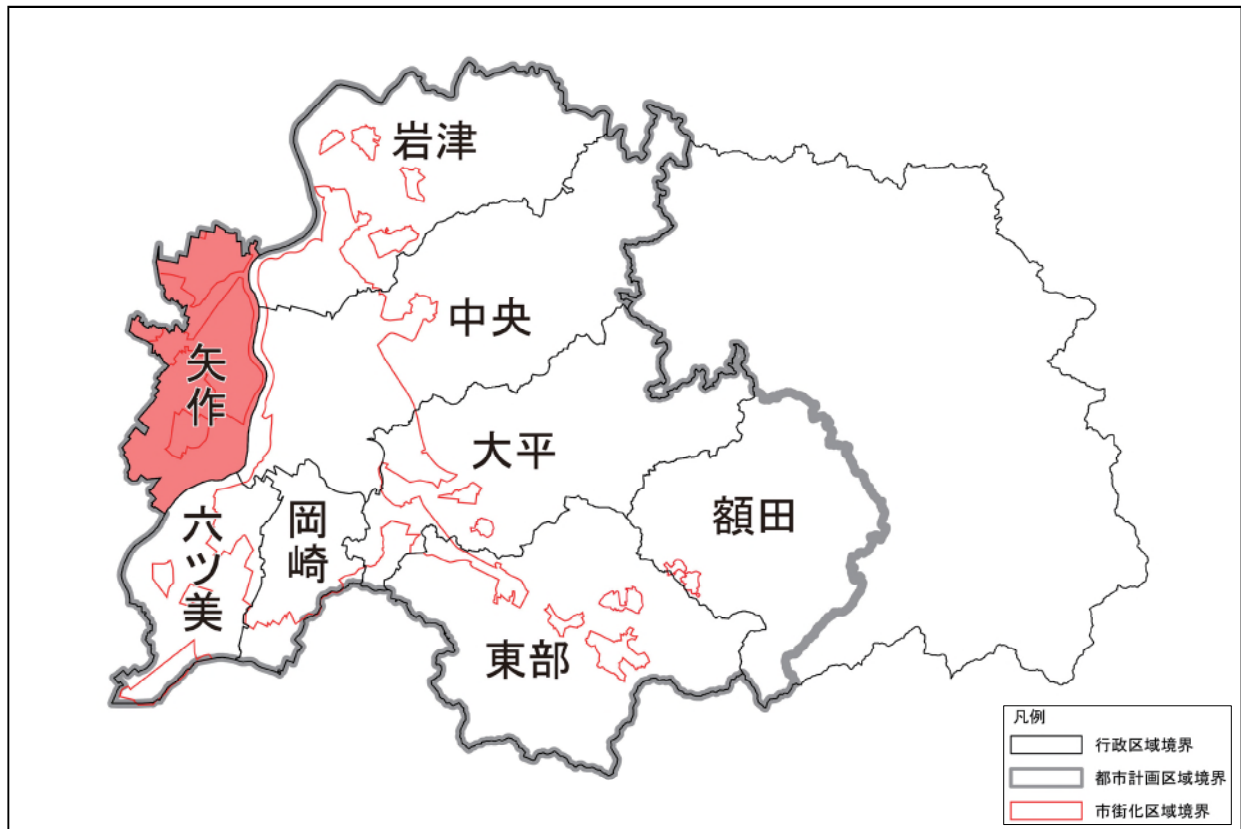 岩津
中央
矢作
大平
額田
岡崎
六ツ美
東部
凡例
行政区域境界
都市計画区域境界
市街化区域境界